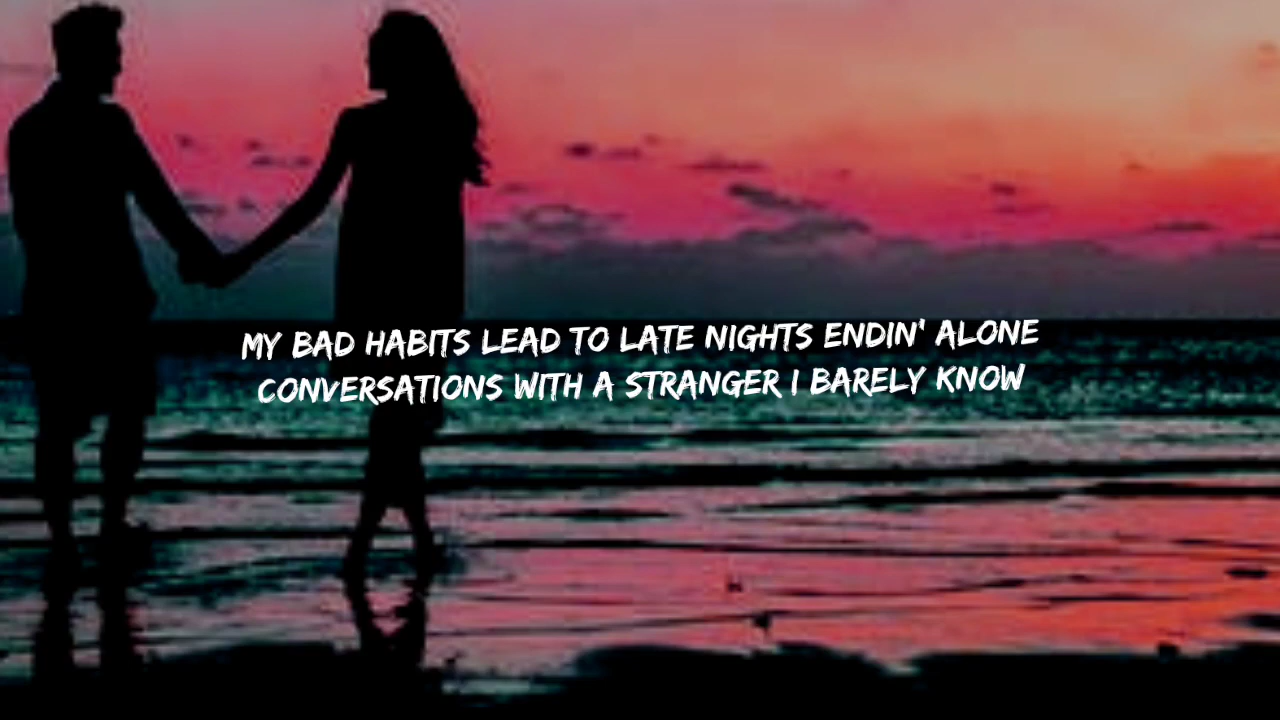 MY BAD HABITS LEAD TO LATE NIGHTS ENDIN' ALONE
CONVERSATIONS WITH A STRANGER I BARELY KNOW